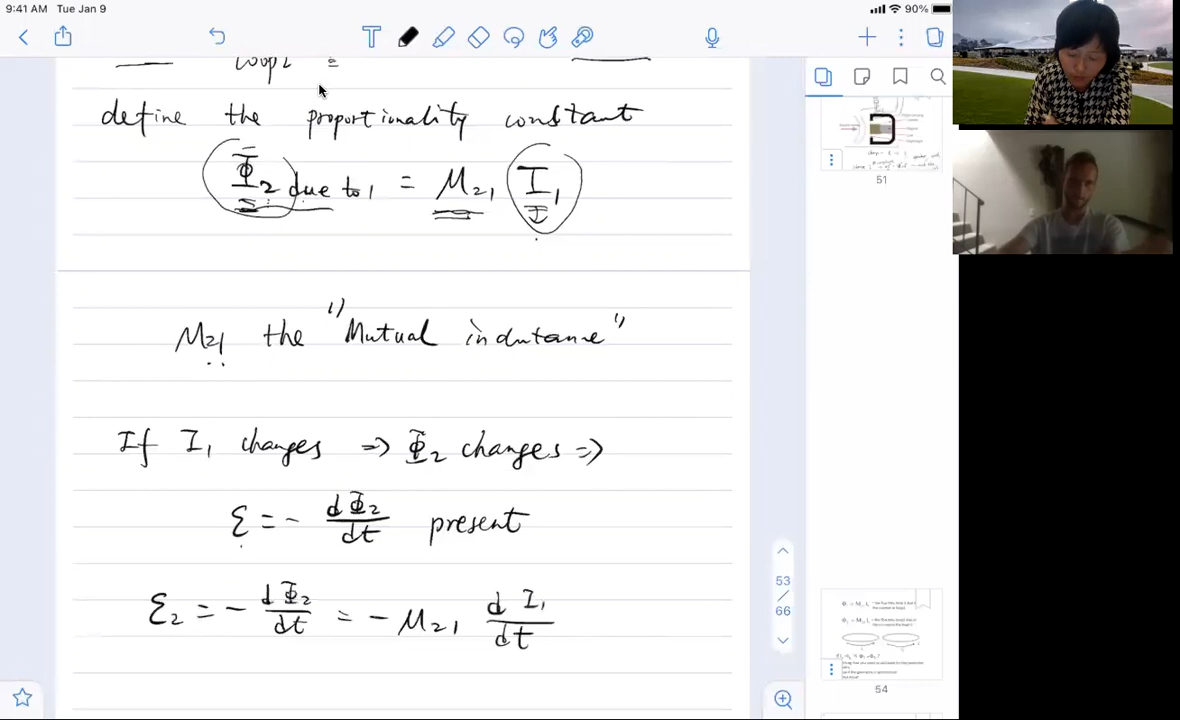 9:41 AM Tue Jan 9
90%
loop2 =
define the proportionality constant
Φ2 due to 1 = M21 I1
M21 the "Mutual inductance"
If I1 changes => Φ2 changes =>
ε = - dΦ2/dt present
ε2 = - dΦ2/dt = - M21 dI1/dt
53
/
66
51
54